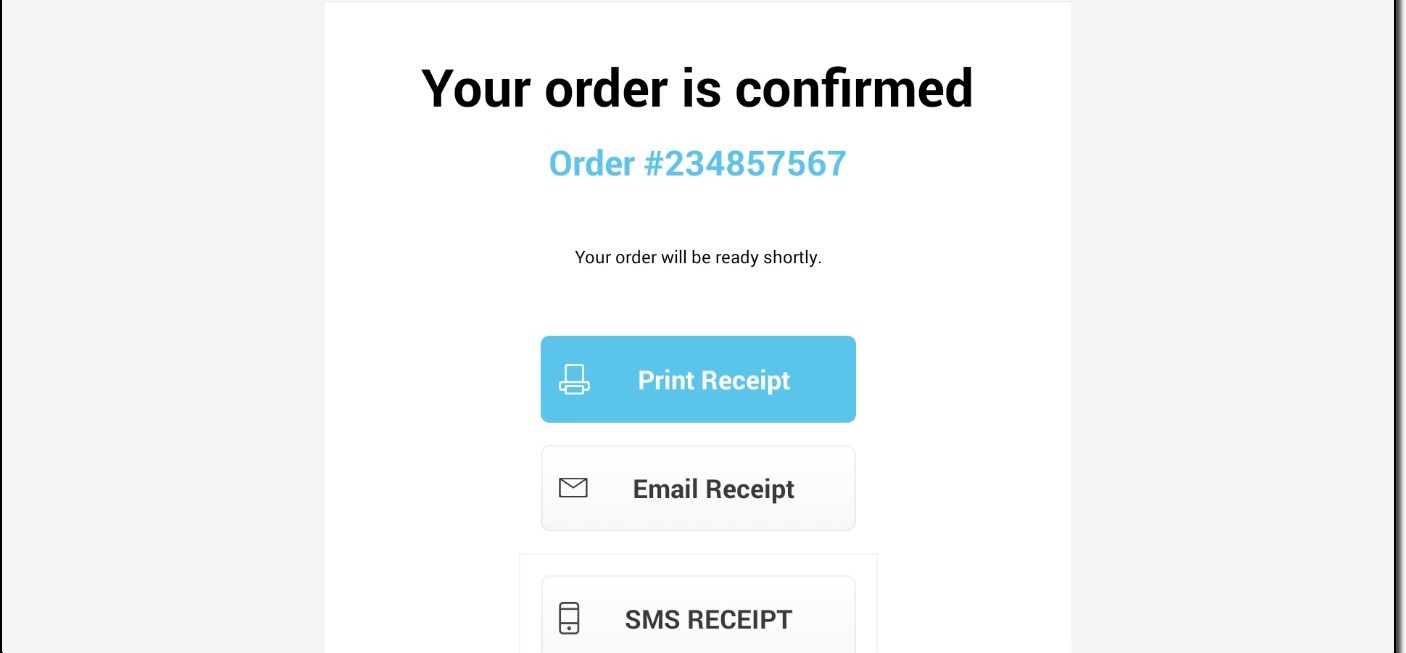 Your order is confirmed
Order #234857567
Your order will be ready shortly.
Print Receipt
Email Receipt
SMS RECEIPT